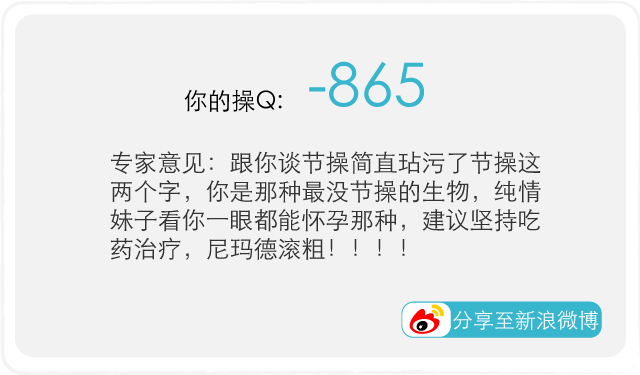 你的操Q: -865
专家意见：跟你谈节操简直玷污了节操这
两个字，你是那种最没节操的生物，纯情
妹子看你一眼都能怀孕那种，建议坚持吃
药治疗，尼玛德滚粗！！！！
分享至新浪微博